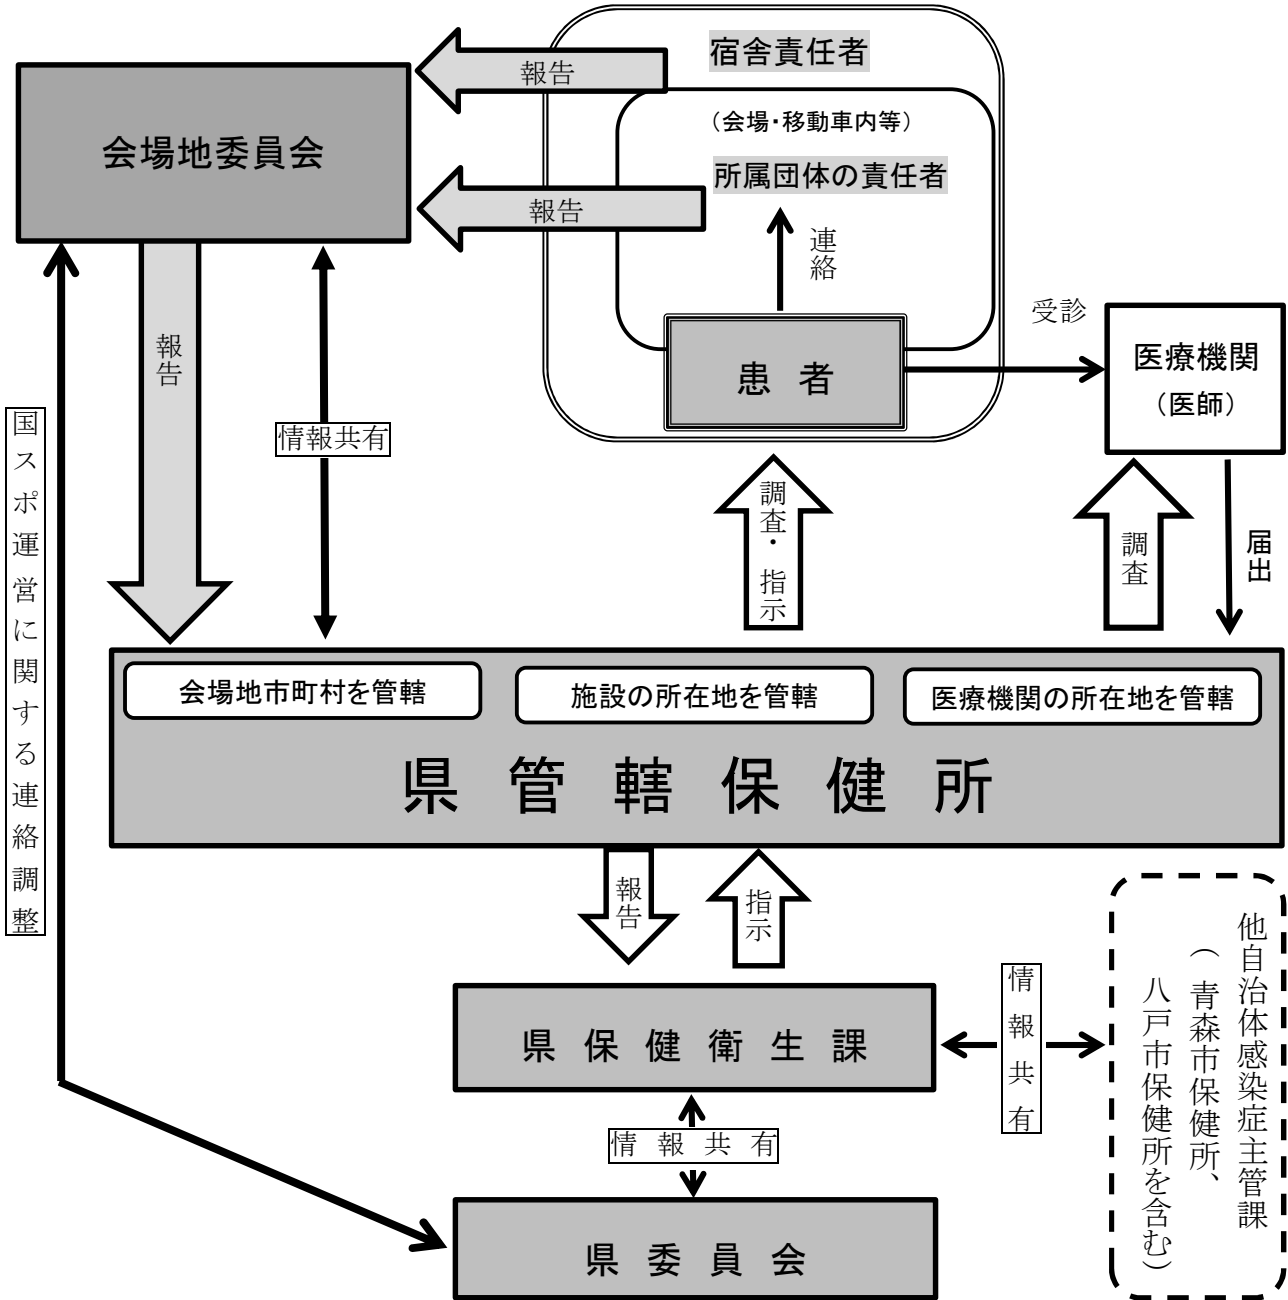 宿舎責任者
報告
会場地委員会
（会場・移動車内等）
所属団体の責任者
報告
連絡
受診
患者
医療機関
（医師）
報告
情報共有
国スポ運営に関する連絡調整
調査・指示
調査
届出
会場地市町村を管轄
施設の所在地を管轄
医療機関の所在地を管轄
県管轄保健所
報告
指示
他自治体感染症主管課
（青森市保健所、
八戸市保健所を含む）
情報共有
県保健衛生課
情報共有
県委員会